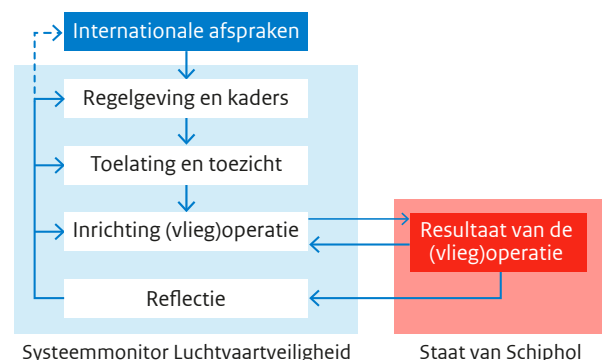 Internationale afspraken
Regelgeving en kaders
Toelating en toezicht
Inrichting (vlieg)operatie
Resultaat van de
(vlieg)operatie
Reflectie
Systeemmonitor Luchtvaartveiligheid
Staat van Schiphol